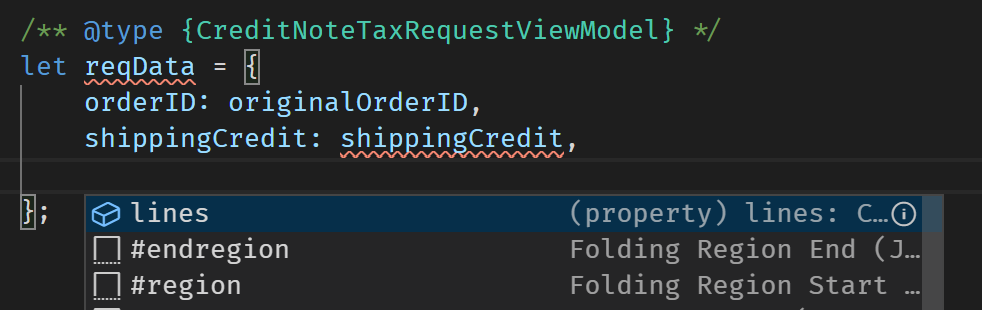 /** @type {CreditNoteTaxRequestViewModel} */
let reqData = {
orderID: originalOrderID,
shippingCredit: shippingCredit,
};
lines (property) lines: C…
#endregion Folding Region End (J…
#region Folding Region Start …